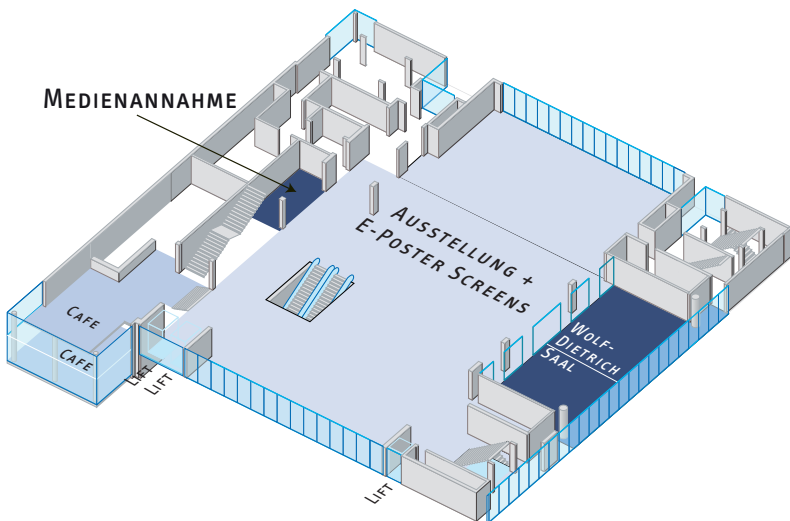 Medienannahme
Ausstellung +
E-Poster Screens
Wolf-
Dietrich
Saal
Cafe
Cafe
Lift
Lift
Lift